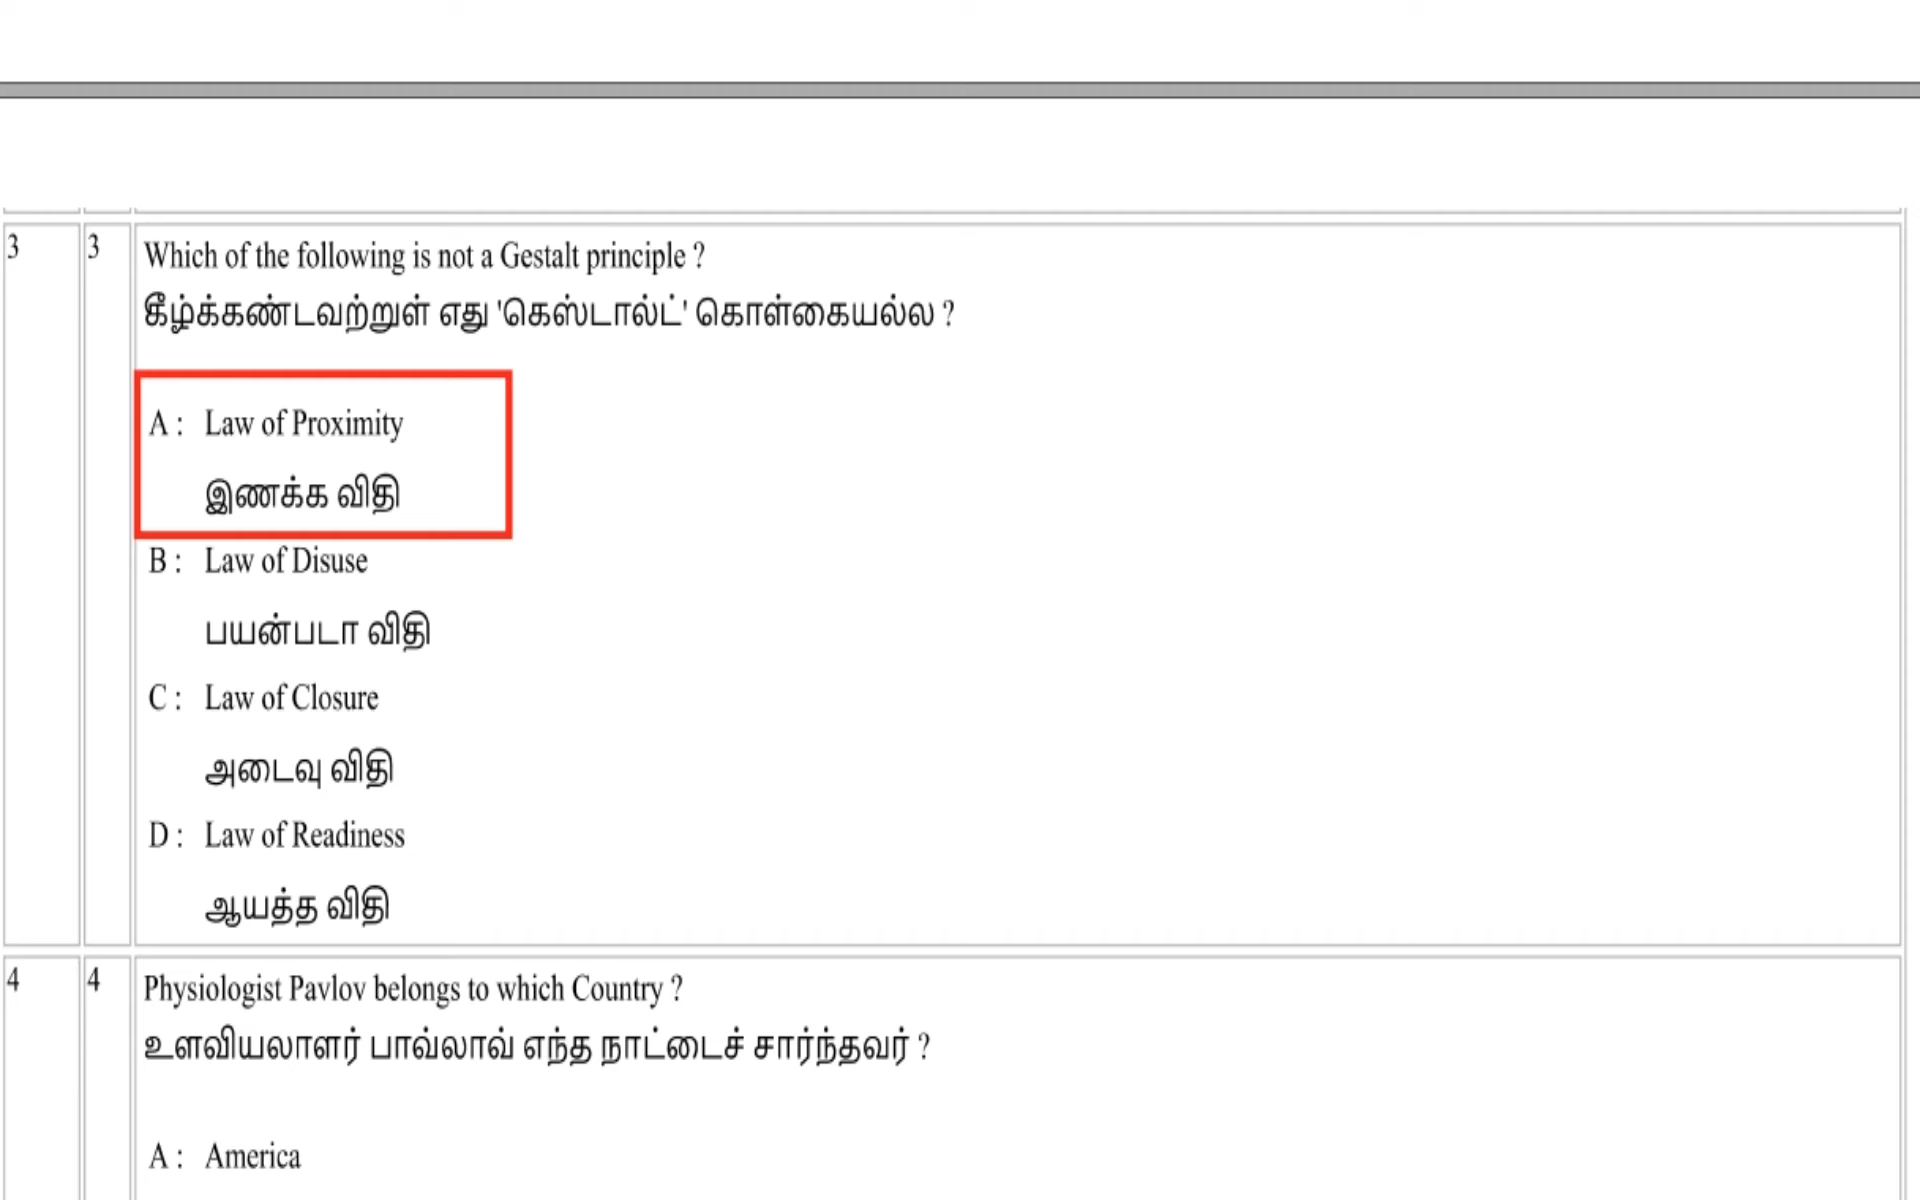 3 3 Which of the following is not a Gestalt principle ?
கீழ்க்கண்டவற்றுள் எது 'கெஸ்டால்ட்' கொள்கையல்ல ?
A : Law of Proximity
இணக்க விதி
B : Law of Disuse
பயன்படா விதி
C : Law of Closure
அடைவு விதி
D : Law of Readiness
ஆயத்த விதி
4 4 Physiologist Pavlov belongs to which Country ?
உளவியலாளர் பாவ்லாவ் எந்த நாட்டைச் சார்ந்தவர் ?
A : America